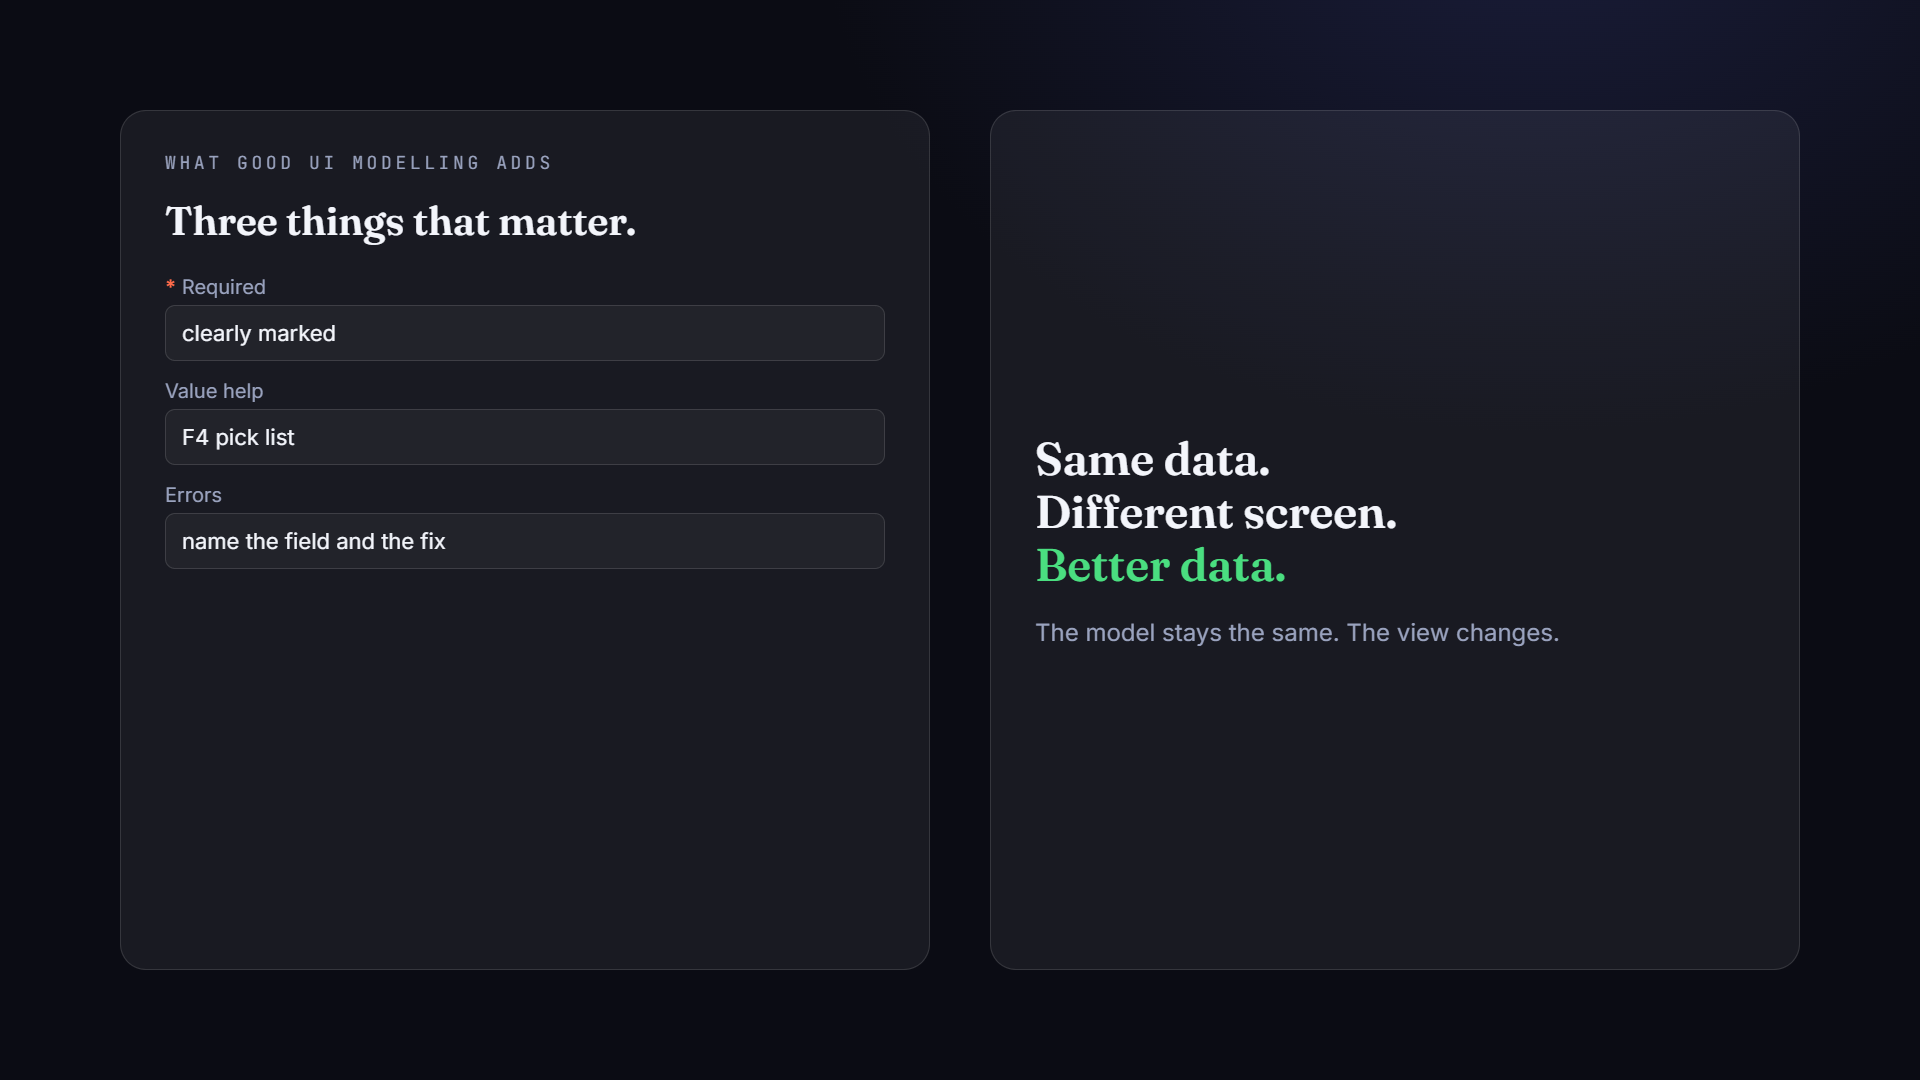 WHAT GOOD UI MODELLING ADDS
Three things that matter.
* Required
clearly marked
Value help
F4 pick list
Errors
name the field and the fix
Same data.
Different screen.
Better data.
The model stays the same. The view changes.